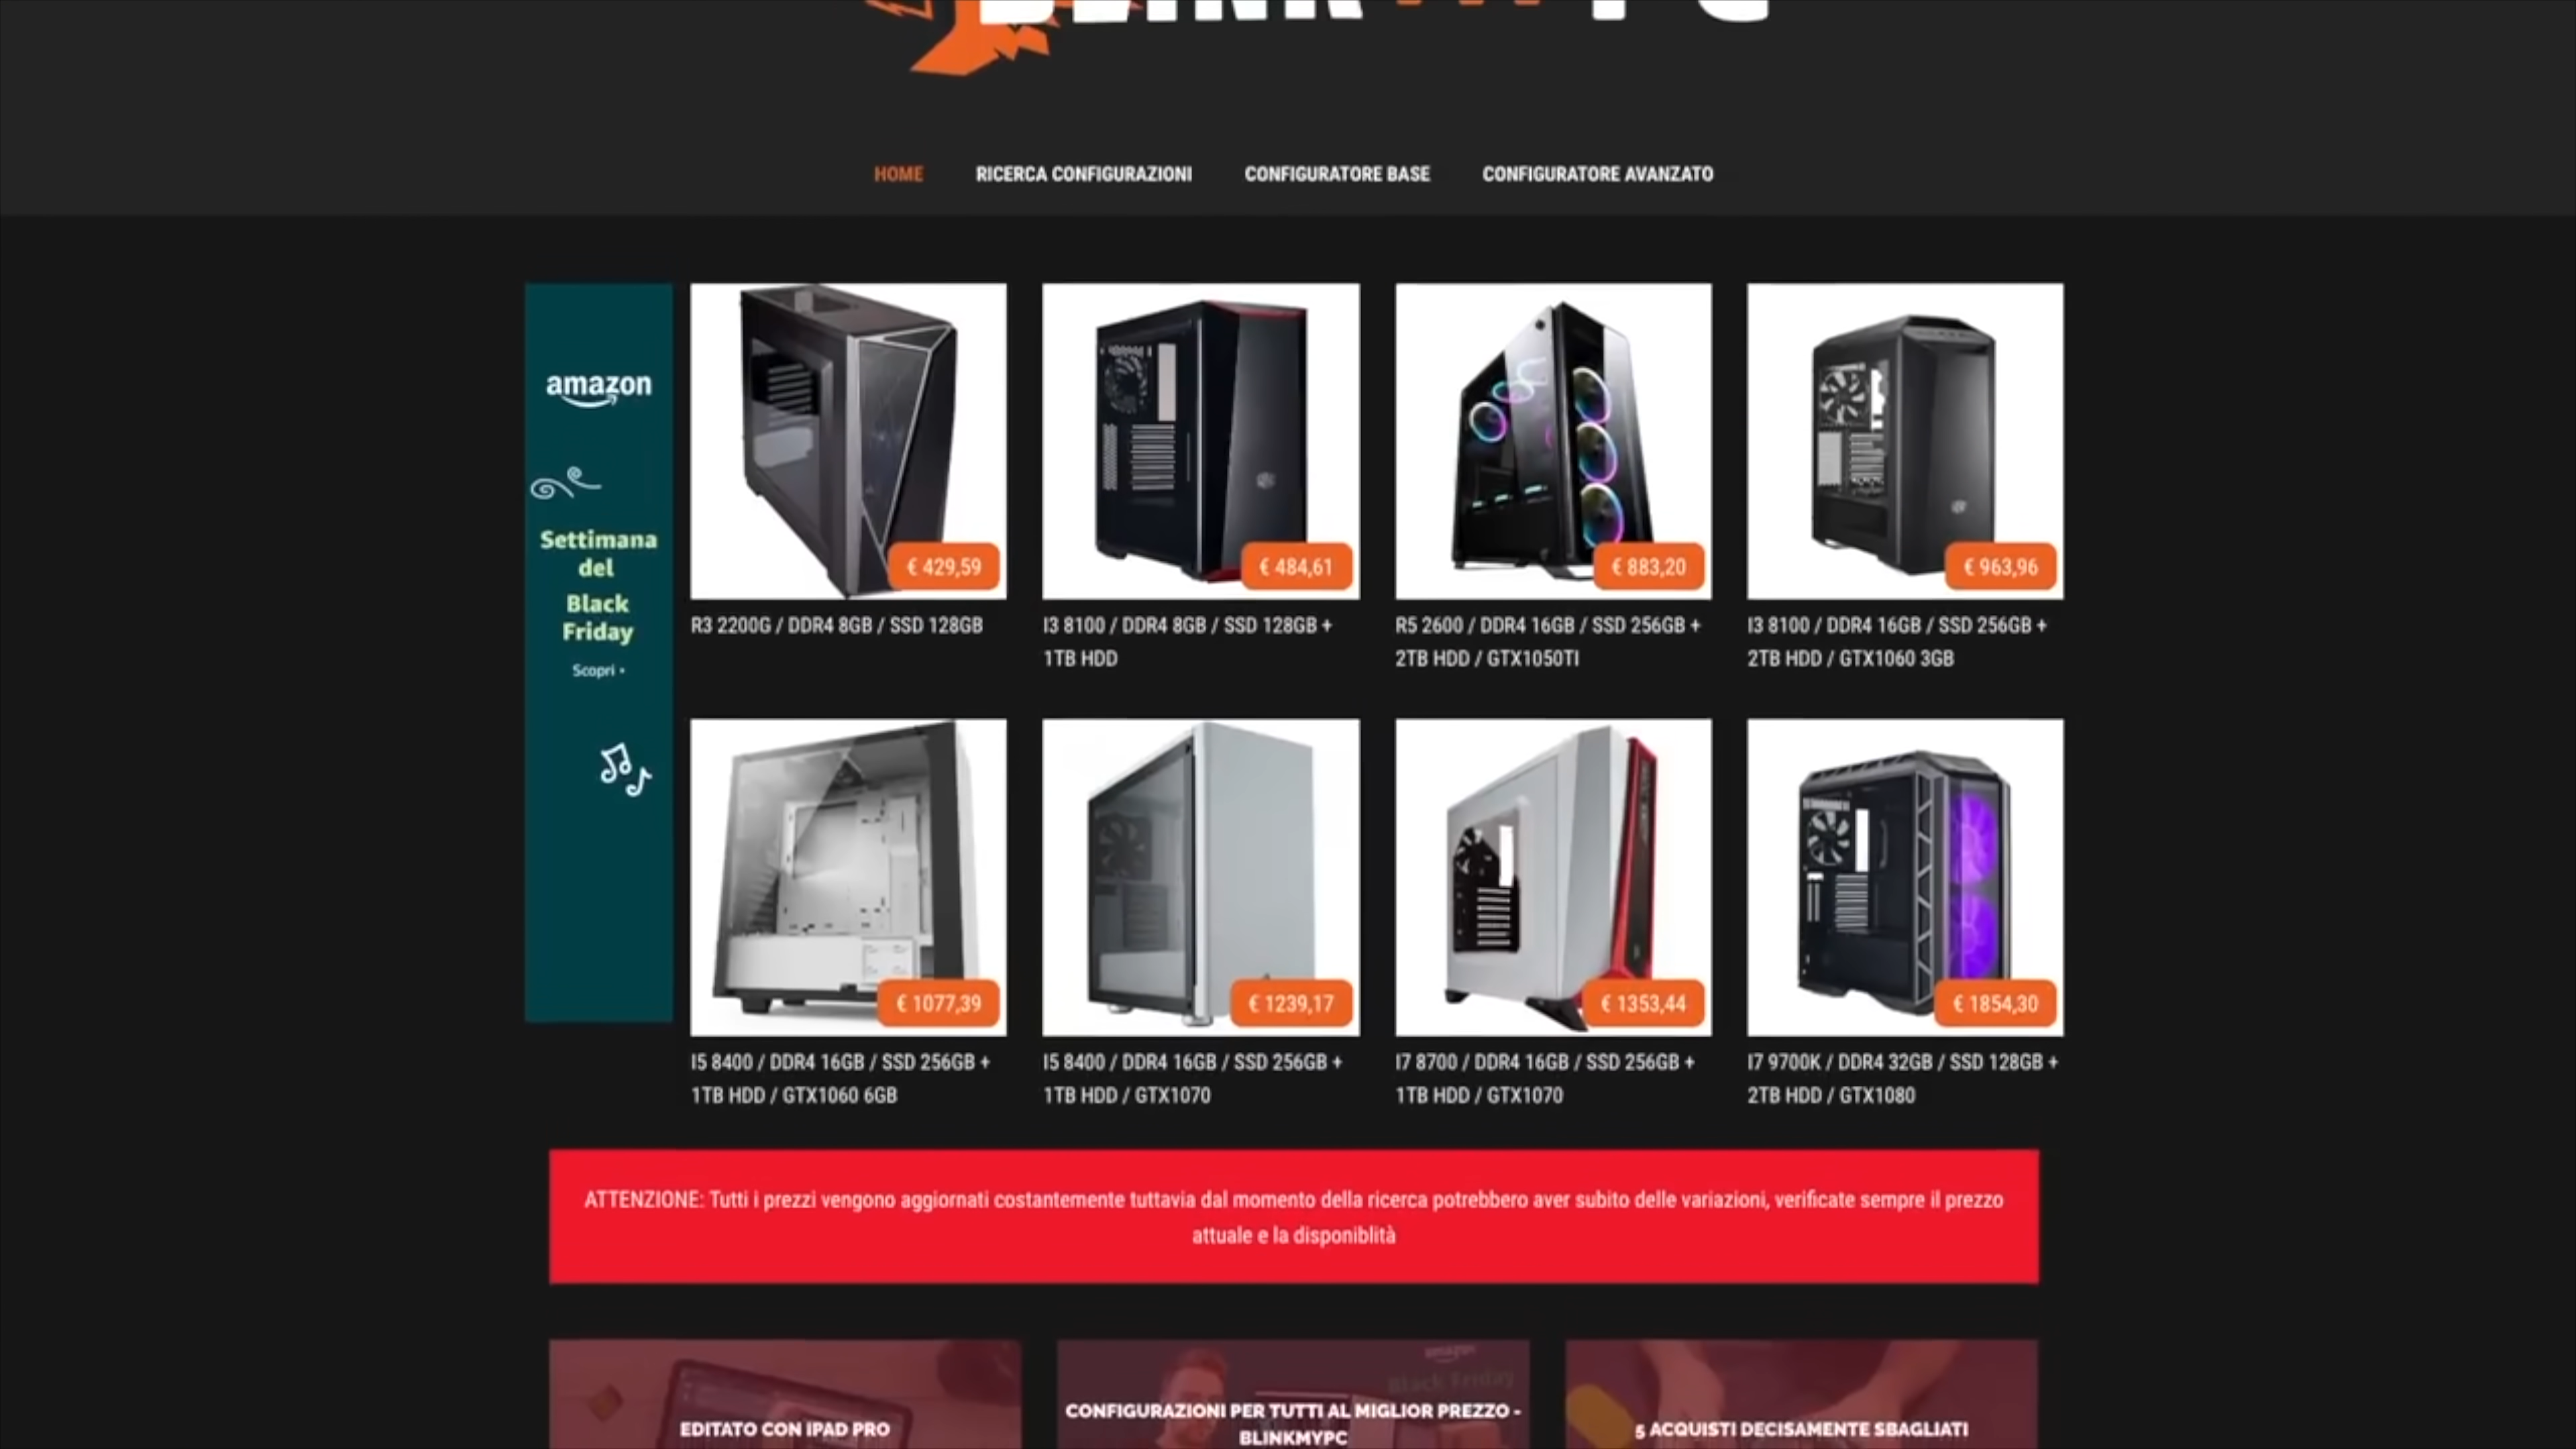 HOME RICERCA CONFIGURAZIONI CONFIGURATORE BASE CONFIGURATORE AVANZATO
amazon
Settimana
del
Black
Friday
Scopri
€ 429,59
R3 2200G / DDR4 8GB / SSD 128GB
€ 484,61
I3 8100 / DDR4 8GB / SSD 128GB +
1TB HDD
€ 883,20
R5 2600 / DDR4 16GB / SSD 256GB +
2TB HDD / GTX1050TI
€ 963,96
I3 8100 / DDR4 16GB / SSD 256GB +
2TB HDD / GTX1060 3GB
€ 1077,39
I5 8400 / DDR4 16GB / SSD 256GB +
1TB HDD / GTX1060 6GB
€ 1239,17
I5 8400 / DDR4 16GB / SSD 256GB +
1TB HDD / GTX1070
€ 1353,44
I7 8700 / DDR4 16GB / SSD 256GB +
1TB HDD / GTX1070
€ 1854,30
I7 9700K / DDR4 32GB / SSD 128GB +
2TB HDD / GTX1080
ATTENZIONE: Tutti i prezzi vengono aggiornati costantemente tuttavia dal momento della ricerca potrebbero aver subito delle variazioni, verificate sempre il prezzo
attuale e la disponiblità
EDITATO CON IPAD PRO
amazon
Black Friday
CONFIGURAZIONI PER TUTTI AL MIGLIOR PREZZO -
BLINKMYPC
5 ACQUISTI DECISAMENTE SBAGLIATI